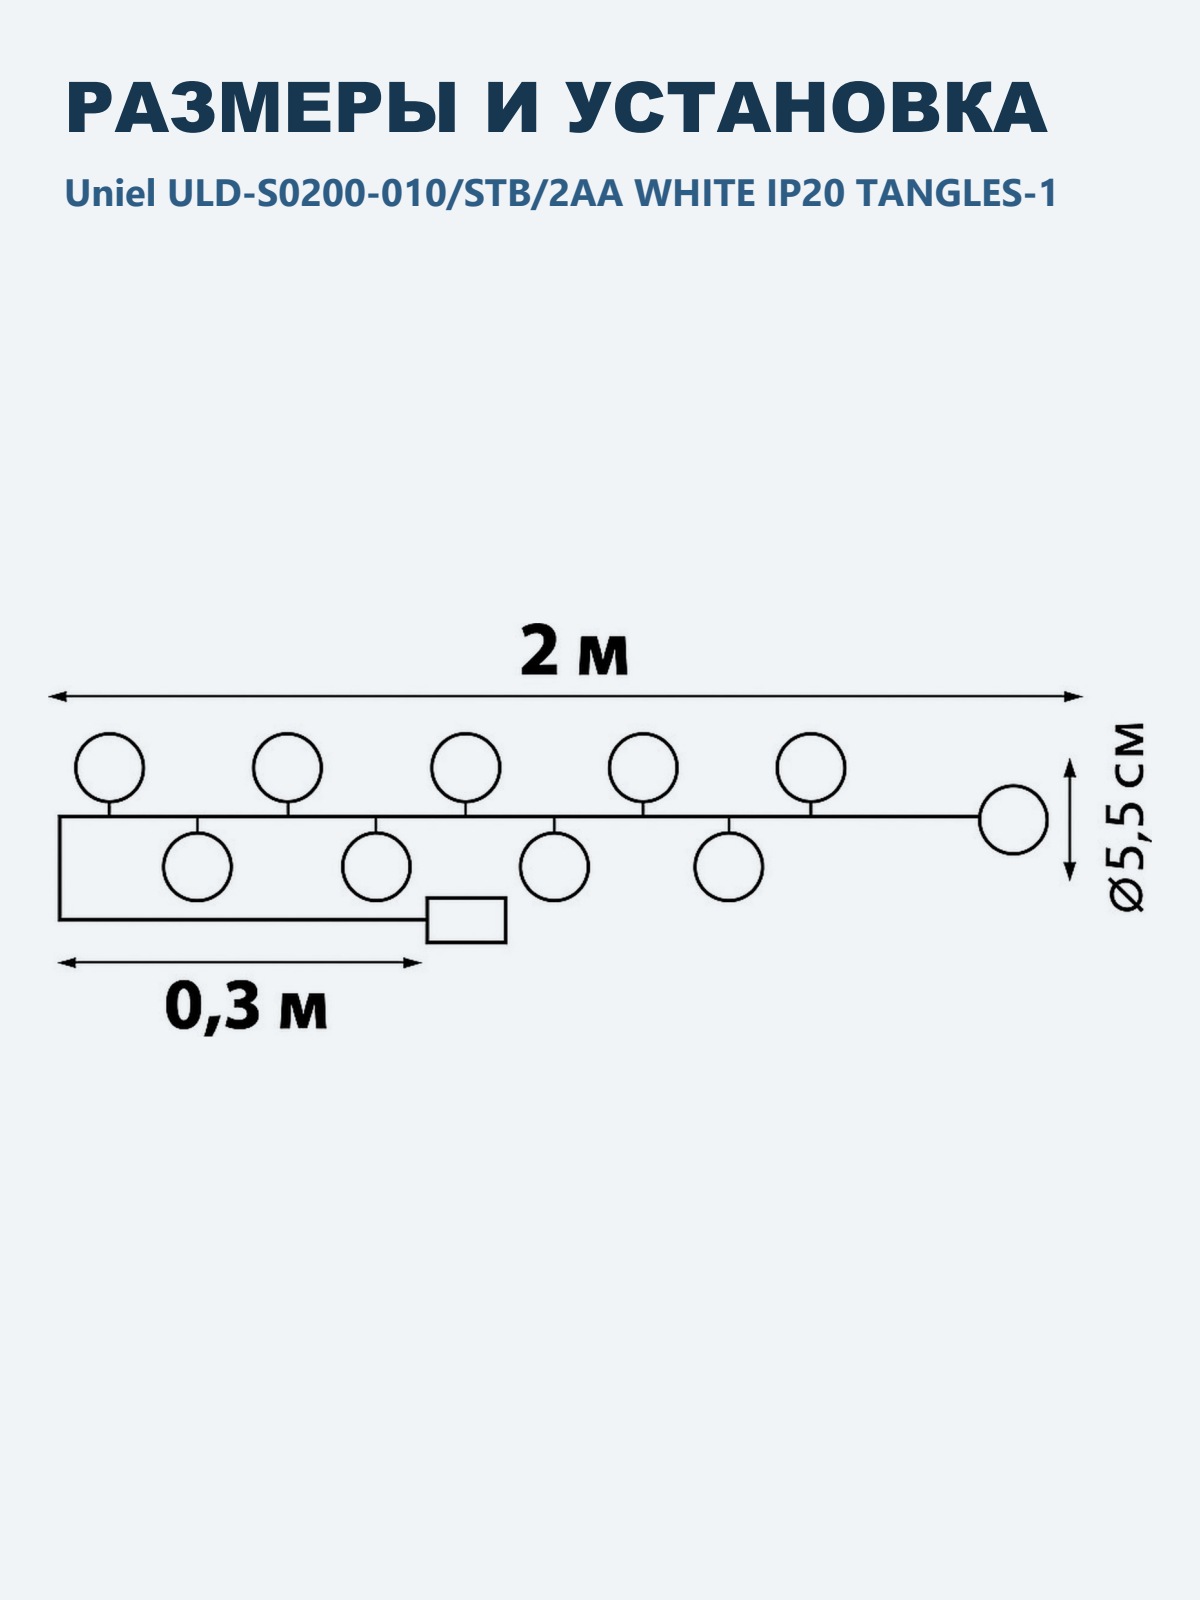 РАЗМЕРЫ И УСТАНОВКА
Uniel ULD-S0200-010/STB/2AA WHITE IP20 TANGLES-1
2 м
⌀5,5 см
0,3 м